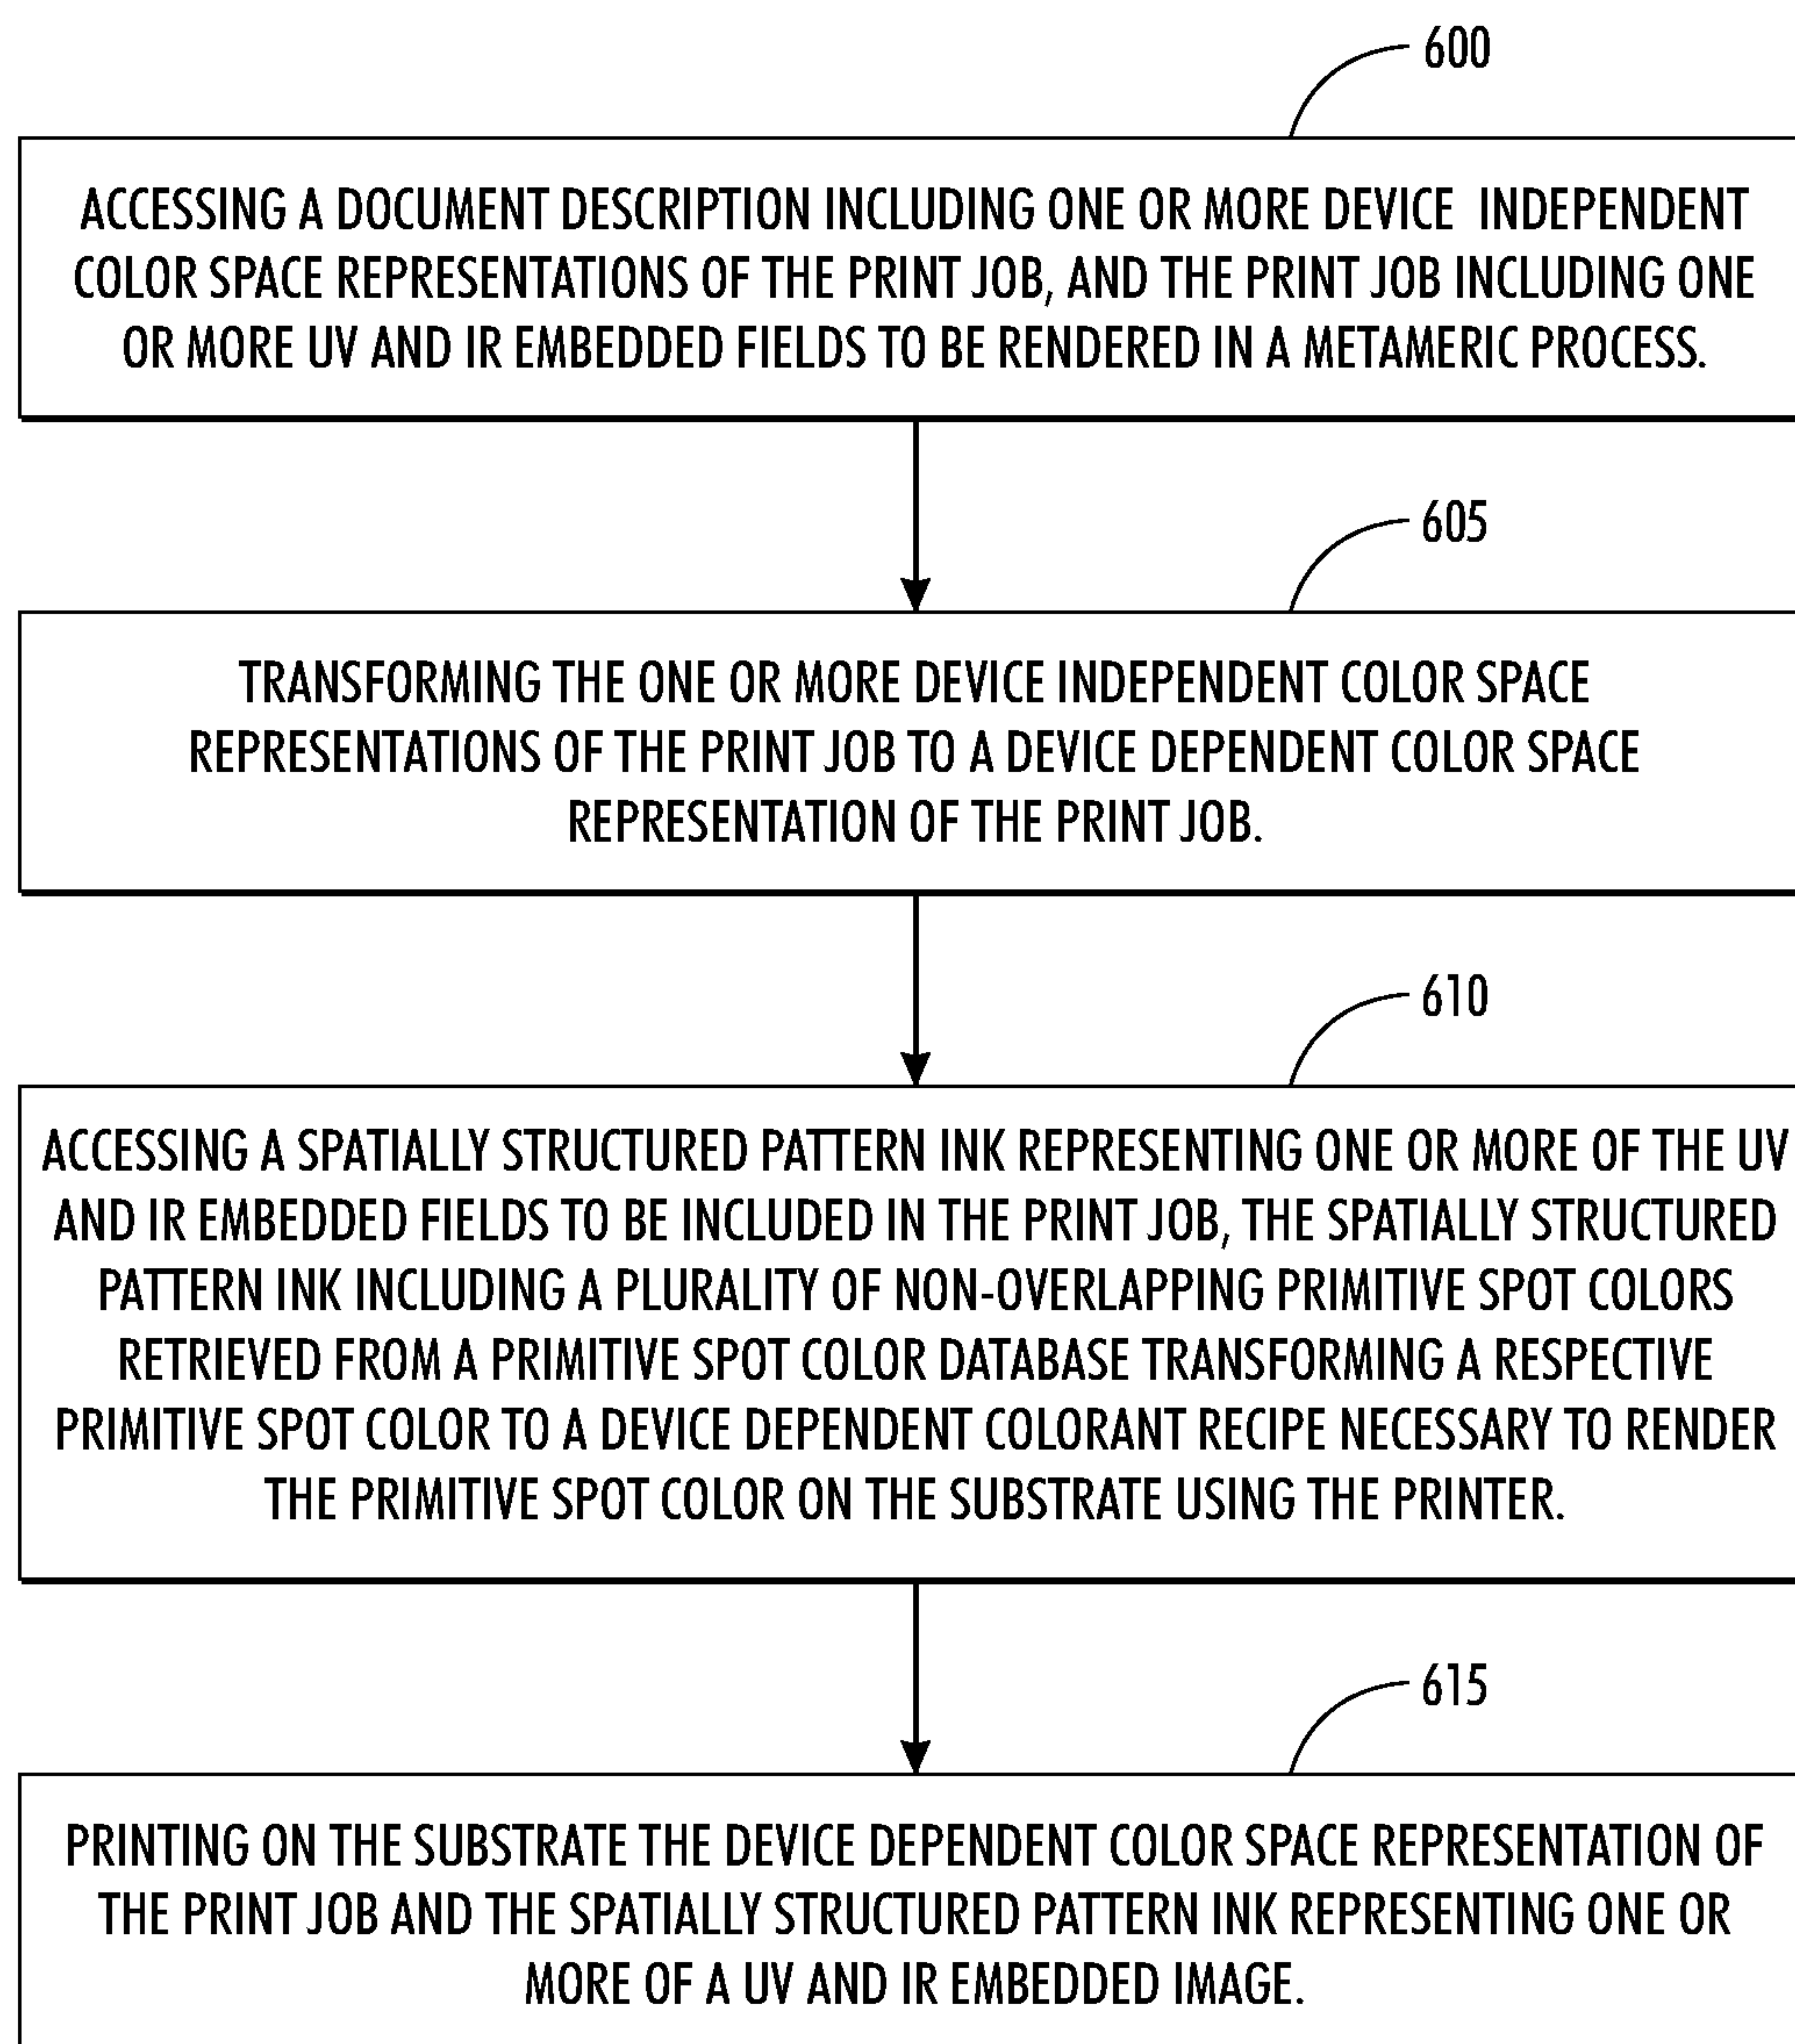 600
ACCESSING A DOCUMENT DESCRIPTION INCLUDING ONE OR MORE DEVICE INDEPENDENT
COLOR SPACE REPRESENTATIONS OF THE PRINT JOB, AND THE PRINT JOB INCLUDING ONE
OR MORE UV AND IR EMBEDDED FIELDS TO BE RENDERED IN A METAMERIC PROCESS.
605
TRANSFORMING THE ONE OR MORE DEVICE INDEPENDENT COLOR SPACE
REPRESENTATIONS OF THE PRINT JOB TO A DEVICE DEPENDENT COLOR SPACE
REPRESENTATION OF THE PRINT JOB.
610
ACCESSING A SPATIALLY STRUCTURED PATTERN INK REPRESENTING ONE OR MORE OF THE UV
AND IR EMBEDDED FIELDS TO BE INCLUDED IN THE PRINT JOB, THE SPATIALLY STRUCTURED
PATTERN INK INCLUDING A PLURALITY OF NON-OVERLAPPING PRIMITIVE SPOT COLORS
RETRIEVED FROM A PRIMITIVE SPOT COLOR DATABASE TRANSFORMING A RESPECTIVE
PRIMITIVE SPOT COLOR TO A DEVICE DEPENDENT COLORANT RECIPE NECESSARY TO RENDER
THE PRIMITIVE SPOT COLOR ON THE SUBSTRATE USING THE PRINTER.
615
PRINTING ON THE SUBSTRATE THE DEVICE DEPENDENT COLOR SPACE REPRESENTATION OF
THE PRINT JOB AND THE SPATIALLY STRUCTURED PATTERN INK REPRESENTING ONE OR
MORE OF A UV AND IR EMBEDDED IMAGE.